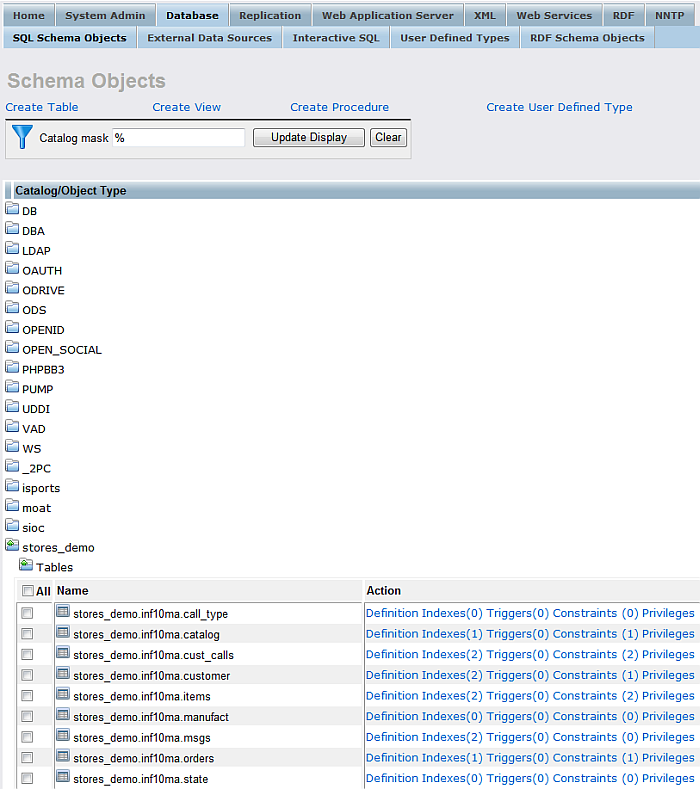 Home System Admin Database Replication Web Application Server XML Web Services RDF NNTP
SQL Schema Objects External Data Sources Interactive SQL User Defined Types RDF Schema Objects
Schema Objects
Create Table Create View Create Procedure Create User Defined Type
Catalog mask % Update Display Clear
Catalog/Object Type
DB
DBA
LDAP
OAUTH
ODRIVE
ODS
OPENID
OPEN_SOCIAL
PHPBB3
PUMP
UDDI
VAD
WS
_2PC
isports
moat
sioc
stores_demo
Tables
All Name Action
stores_demo.inf10ma.call_type Definition Indexes(0) Triggers(0) Constraints (0) Privileges
stores_demo.inf10ma.catalog Definition Indexes(1) Triggers(0) Constraints (1) Privileges
stores_demo.inf10ma.cust_calls Definition Indexes(2) Triggers(0) Constraints (2) Privileges
stores_demo.inf10ma.customer Definition Indexes(2) Triggers(0) Constraints (1) Privileges
stores_demo.inf10ma.items Definition Indexes(2) Triggers(0) Constraints (2) Privileges
stores_demo.inf10ma.manufact Definition Indexes(0) Triggers(0) Constraints (0) Privileges
stores_demo.inf10ma.msgs Definition Indexes(2) Triggers(0) Constraints (0) Privileges
stores_demo.inf10ma.orders Definition Indexes(1) Triggers(0) Constraints (1) Privileges
stores_demo.inf10ma.state Definition Indexes(0) Triggers(0) Constraints (0) Privileges